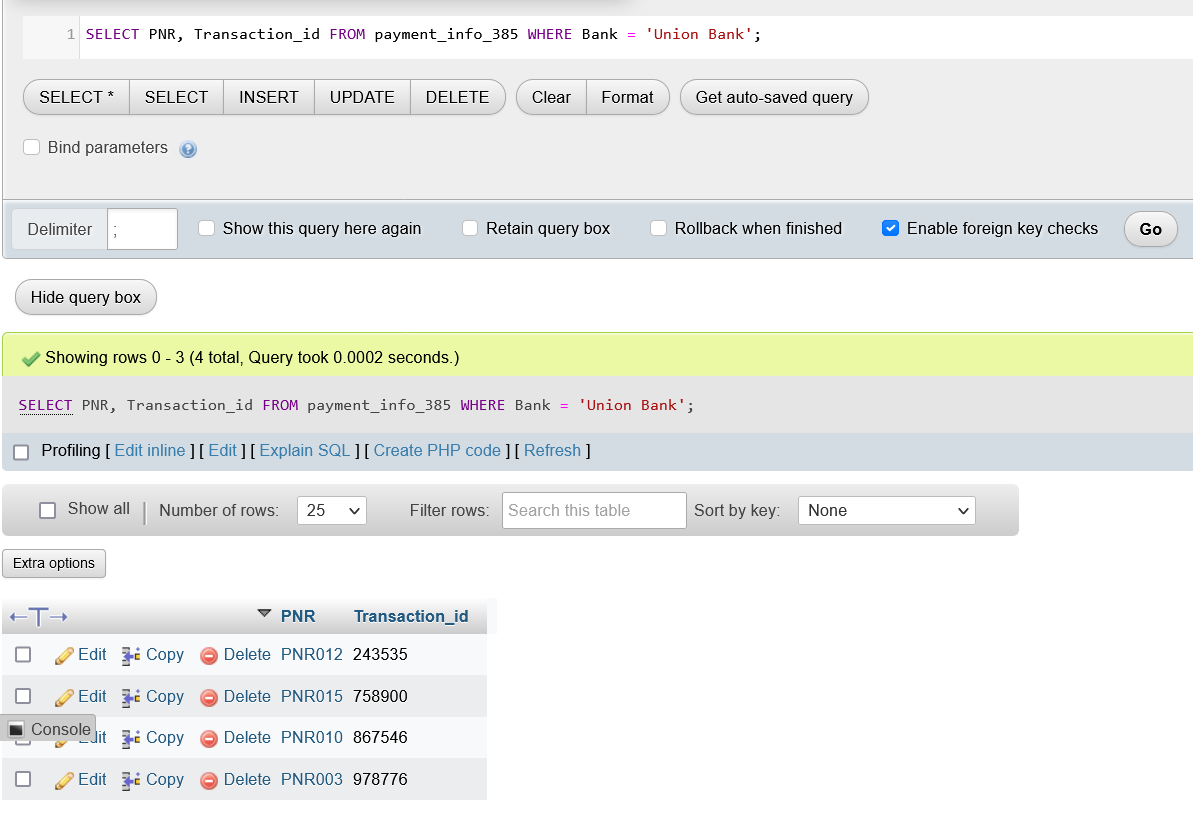 1 SELECT PNR, Transaction_id FROM payment_info_385 WHERE Bank = 'Union Bank';
SELECT * SELECT INSERT UPDATE DELETE Clear Format Get auto-saved query
Bind parameters ?
Delimiter ; Show this query here again Retain query box Rollback when finished Enable foreign key checks Go
Hide query box
Showing rows 0 - 3 (4 total, Query took 0.0002 seconds.)
SELECT PNR, Transaction_id FROM payment_info_385 WHERE Bank = 'Union Bank';
Profiling [ Edit inline ] [ Edit ] [ Explain SQL ] [ Create PHP code ] [ Refresh ]
Show all Number of rows: 25 Filter rows: Search this table Sort by key: None
Extra options
←T→ PNR Transaction_id
Edit Copy Delete PNR012 243535
Edit Copy Delete PNR015 758900
Console
Edit Copy Delete PNR010 867546
Edit Copy Delete PNR003 978776